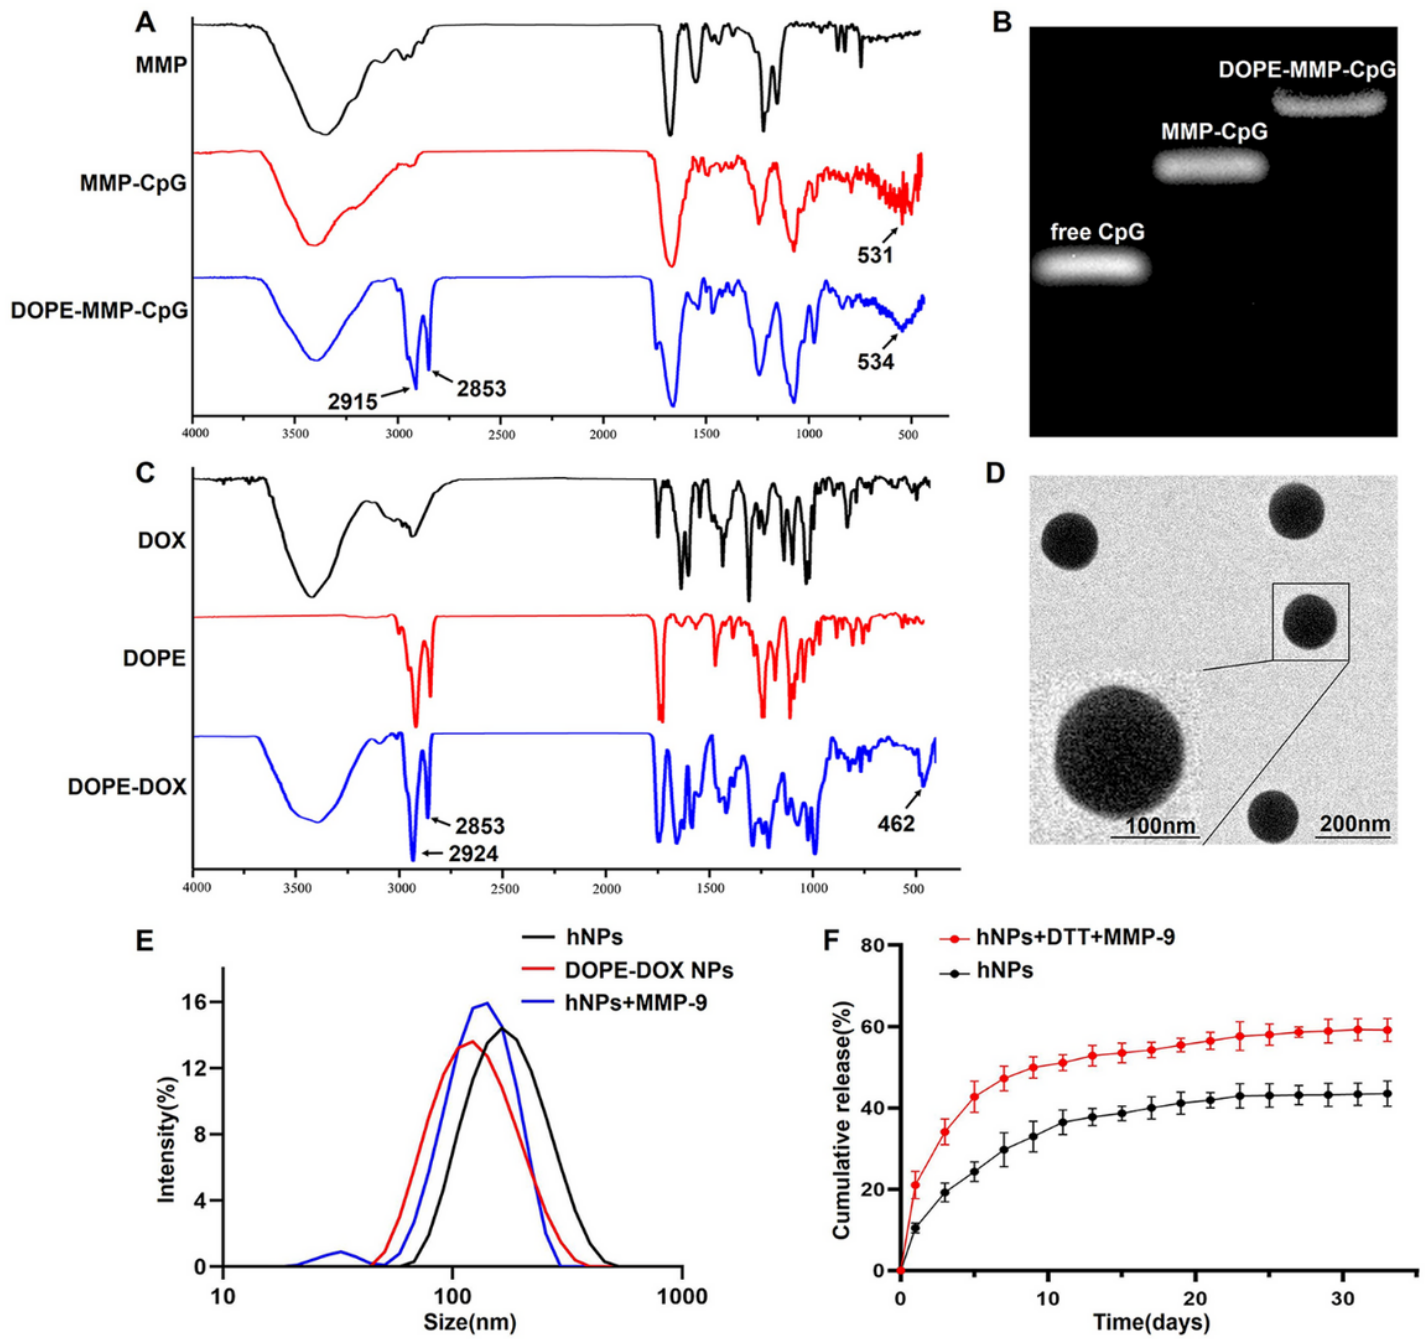 A
MMP
MMP-CpG
531
DOPE-MMP-CpG
534
2915
2853
4000 3500 3000 2500 2000 1500 1000 500
B
DOPE-MMP-CpG
MMP-CpG
free CpG
C
DOX
DOPE
DOPE-DOX
2853
2924
462
4000 3500 3000 2500 2000 1500 1000 500
D
100nm
200nm
E
hNPs
DOPE-DOX NPs
hNPs+MMP-9
Intensity(%)
16
12
8
4
0
10 100 1000
Size(nm)
F
hNPs+DTT+MMP-9
hNPs
Cumulative release(%)
80
60
40
20
0
0 10 20 30
Time(days)